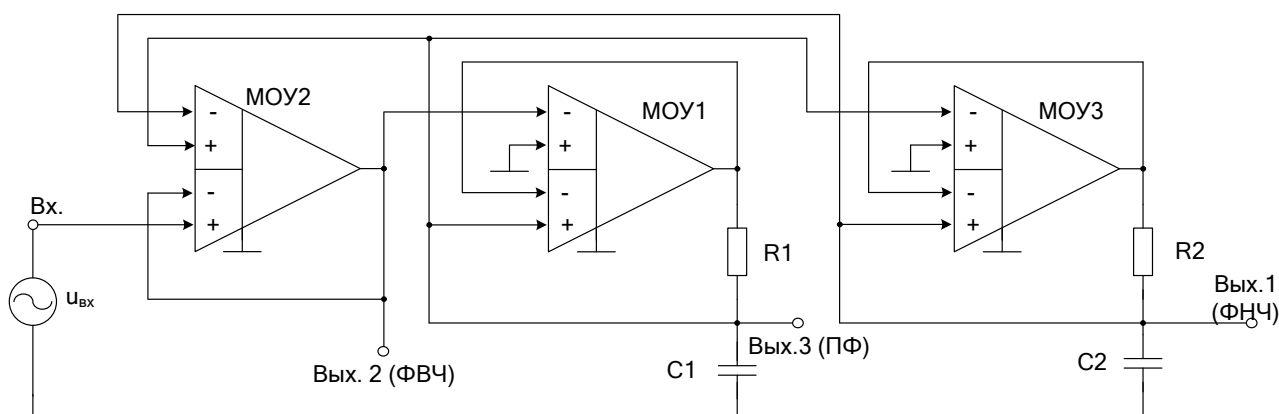 МОУ2
МОУ1
МОУ3
-
+
-
+
-
+
-
+
-
+
-
+
Вх.
uвх
R1
R2
Вых.1
(ФНЧ)
Вых.3 (ПФ)
Вых. 2 (ФВЧ)
C1
C2